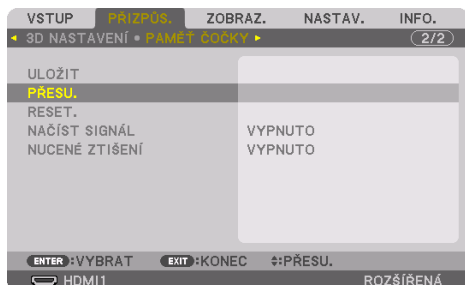 VSTUP PŘIZPŮS. ZOBRAZ. NASTAV. INFO.
3D NASTAVENÍ • PAMĚŤ ČOČKY 2/2
ULOŽIT
PŘESU.
RESET.
NAČÍST SIGNÁL VYPNUTO
NUCENÉ ZTIŠENÍ VYPNUTO
ENTER :VYBRAT EXIT :KONEC :PŘESU.
HDMI1 ROZŠÍŘENÁ